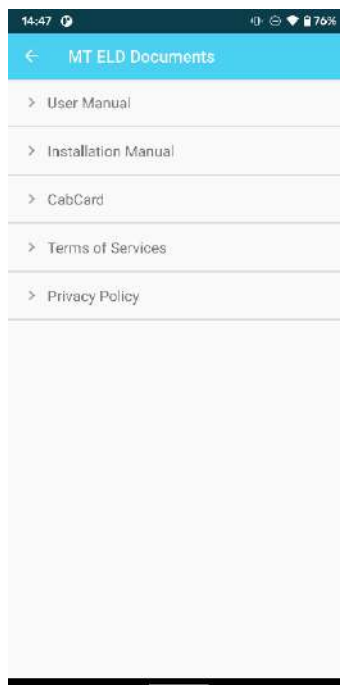 14:47 76%
MT ELD Documents
User Manual
Installation Manual
CabCard
Terms of Services
Privacy Policy